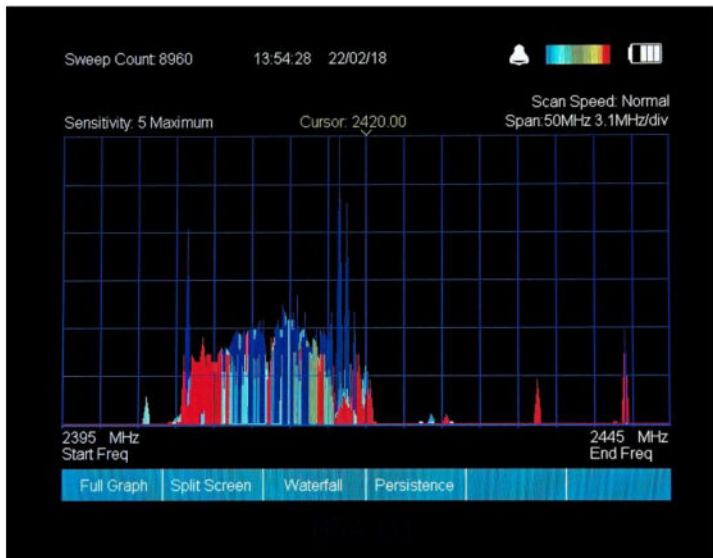 Sweep Count: 8960 13:54:28 22/02/18
Scan Speed: Normal
Sensitivity: 5 Maximum Cursor: 2420.00 Span:50MHz 3.1MHz/div
2395 MHz 2445 MHz
Start Freq End Freq
Full Graph Split Screen Waterfall Persistence